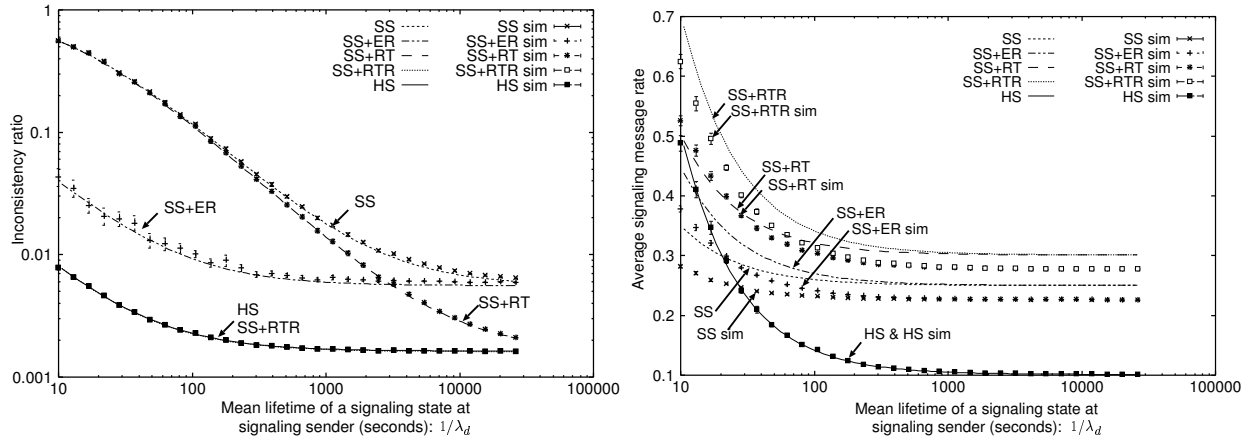 1
0.1
0.01
0.001
Inconsistency ratio
SS
SS+ER
SS+RT
SS+RTR
HS
SS sim
SS+ER sim
SS+RT sim
SS+RTR sim
HS sim
SS+ER
SS
HS
SS+RTR
SS+RT
10 100 1000 10000 100000
Mean lifetime of a signaling state at
signaling sender (seconds): 1/λd
0.7
0.6
0.5
0.4
0.3
0.2
0.1
Average signaling message rate
SS
SS+ER
SS+RT
SS+RTR
HS
SS sim
SS+ER sim
SS+RT sim
SS+RTR sim
HS sim
SS+RTR
SS+RTR sim
SS+RT
SS+RT sim
SS+ER
SS+ER sim
SS
SS sim
HS & HS sim
10 100 1000 10000 100000
Mean lifetime of a signaling state at
signaling sender (seconds): 1/λd